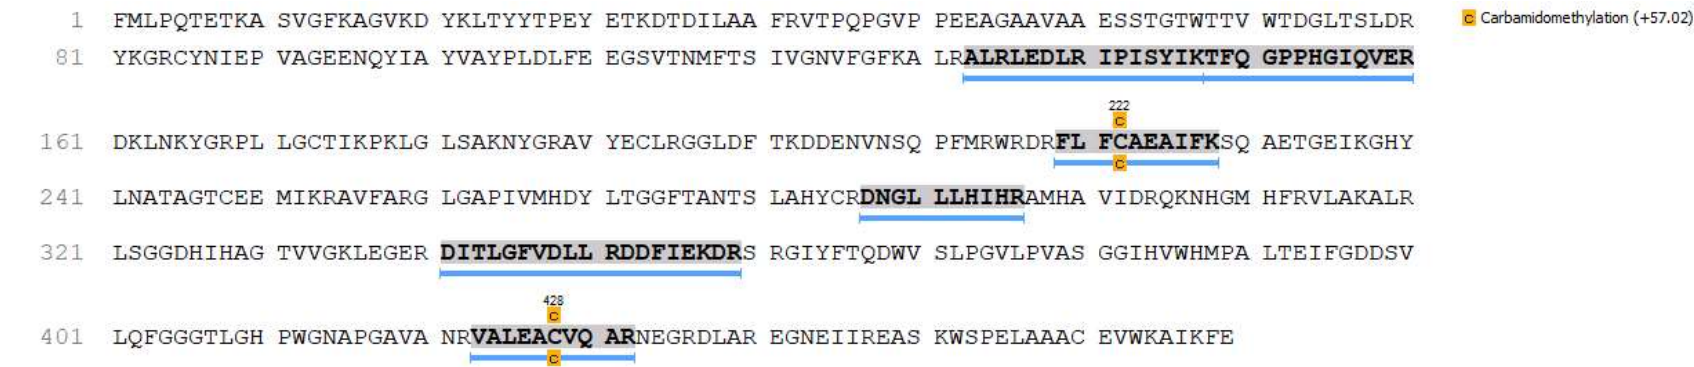 1 FMLPQTETKA SVGFKAGVKD YKLTYYTPEY ETKDTDILAA FRVTPQPGVP PEEAGAAVAA ESSTGTWTTV WTDGLTSLDR
C Carbamidomethylation (+57.02)
81 YKGRCYNIEP VAGEENQYIA YVAYPLDLFE EGSVTNMFTS IVGNVFGFKA LRALRLEDLR IPISYIKTFQ GPPHGIQVER
222
C
161 DKLNKYGRPL LGCTIKPKLG LSAKNYGRAV YECLRGGLDF TKDDENVNSQ PFMRWRDRFL FCAEAIFKSQ AETGEIKGHY
C
241 LNATAGTCEE MIKRAVFARG LGAPIVMHDY LTGGFTANTS LAHYCRDNGL LLHIHRAMHA VIDRQKNHGM HFRVLAKALR
321 LSGGDHIHAG TVVGKLEGER DITLGFVDLL RDDFIEKDRS RGIYFTQDWV SLPGVLPVAS GGIHVWHMPA LTEIFGDDSV
428
C
401 LQFGGGTLGH PWGNAPGAVA NRVALEACVQ ARNEGRDLAR EGNEIIREAS KWSPELAAAC EVWKAIKFE
C